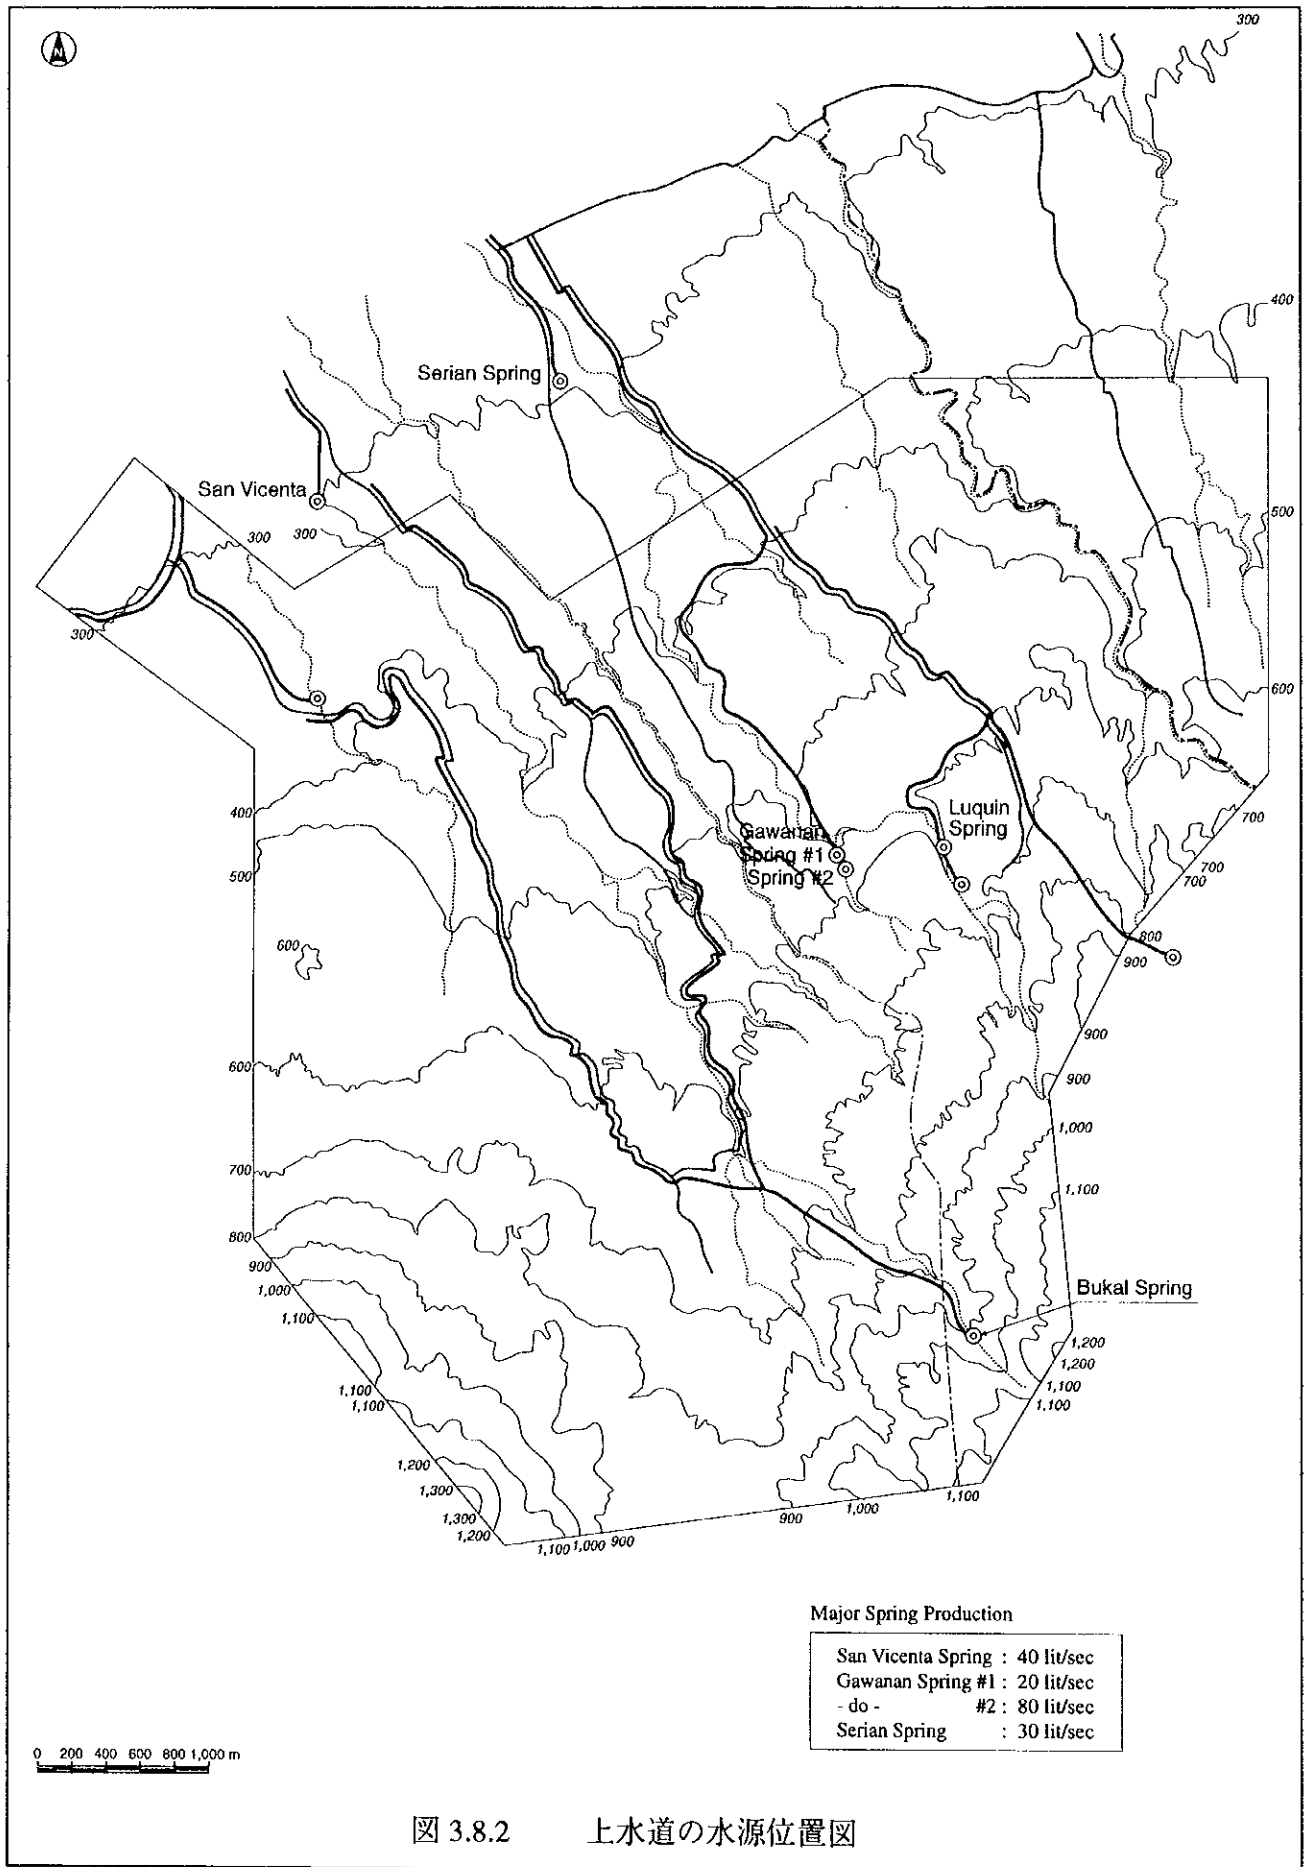 N
300
400
Serian Spring
San Vicenta
500
300
300
300
600
400
Luquin
Spring
700
Gawanan
Spring #1
Spring #2
700
700
500
800
900
600
900
600
900
1,000
700
1,100
800
900
1,000
Bukal Spring
1,100
1,200
1,200
1,100
1,100
1,100
1,100
1,200
1,300
1,300
1,200
1,100
1,000
900
1,100 1,000 900
Major Spring Production
San Vicenta Spring : 40 lit/sec
Gawanan Spring #1 : 20 lit/sec
- do - #2 : 80 lit/sec
Serian Spring : 30 lit/sec
0 200 400 600 800 1,000 m
図 3.8.2 上水道の水源位置図